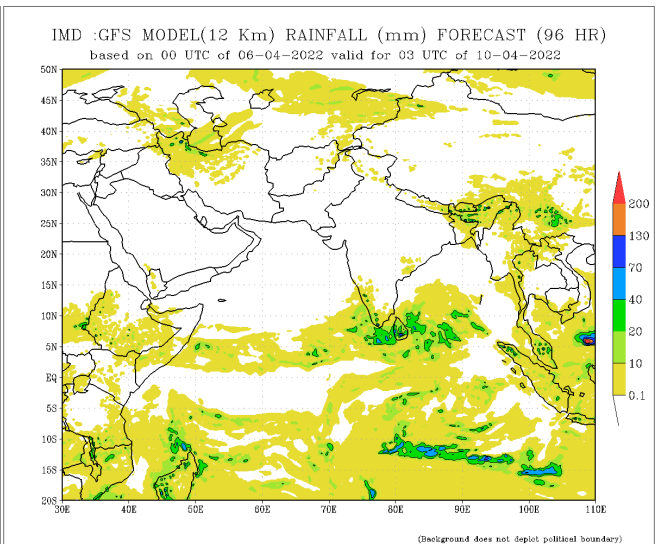 IMD :GFS MODEL(12 Km) RAINFALL (mm) FORECAST (96 HR)
based on 00 UTC of 06-04-2022 valid for 03 UTC of 10-04-2022
50N
45N
40N
35N
30N
25N
20N
15N
10N
5N
EQ
5S
10S
15S
20S
30E 40E 50E 60E 70E 80E 90E 100E 110E
200
130
70
40
20
10
0.1
(Background does not depict political boundary)